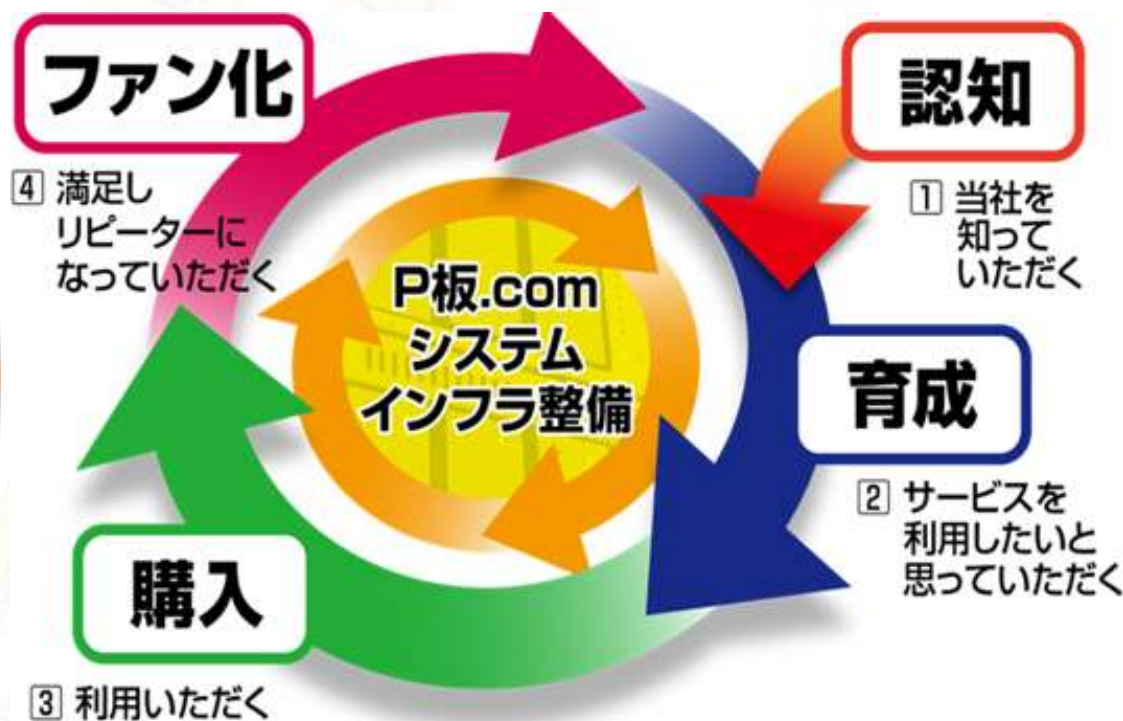 ファン化
4 満足し
リピーターに
なっていただく
認知
1 当社を
知って
いただく
P板.com
システム
インフラ整備
育成
2 サービスを
利用したいと
思っていただく
購入
3 利用いただく